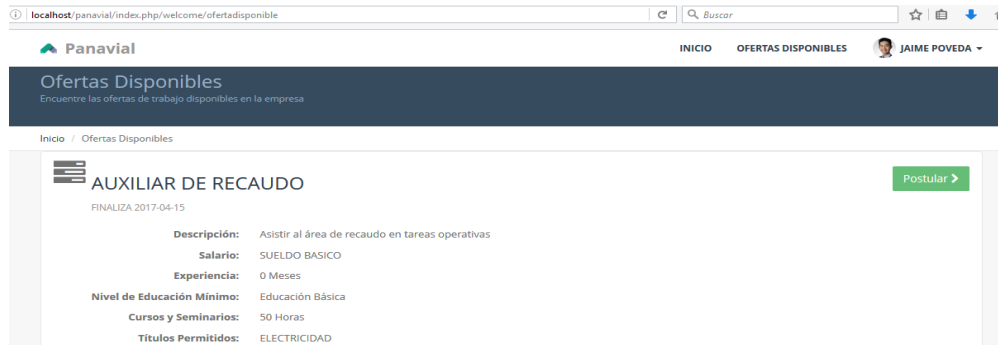 localhost/panavial/index.php/welcome/ofertadisponible
Buscar
Panavial
INICIO OFERTAS DISPONIBLES JAIME POVEDA
Ofertas Disponibles
Encuentre las ofertas de trabajo disponibles en la empresa
Inicio / Ofertas Disponibles
AUXILIAR DE RECAUDO
Postular
FINALIZA 2017-04-15
Descripción: Asistir al área de recaudo en tareas operativas
Salario: SUELDO BASICO
Experiencia: 0 Meses
Nivel de Educación Mínimo: Educación Básica
Cursos y Seminarios: 50 Horas
Títulos Permitidos: ELECTRICIDAD